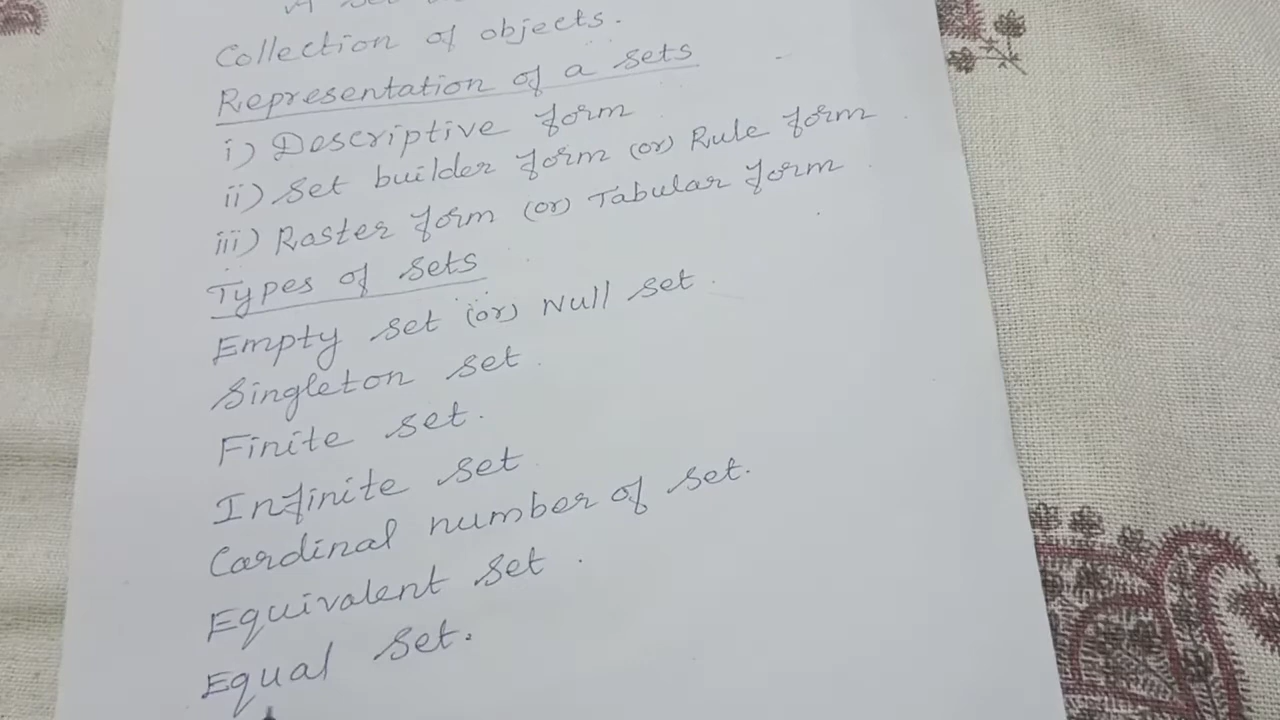 A set
Collection of objects.
Representation of a sets
i) Descriptive form
ii) Set builder form (or) Rule form
iii) Roster form (or) Tabular form
Types of sets
Empty set (or) Null set
Singleton set
Finite set.
Infinite set
Cardinal number of set.
Equivalent set.
Equal set.